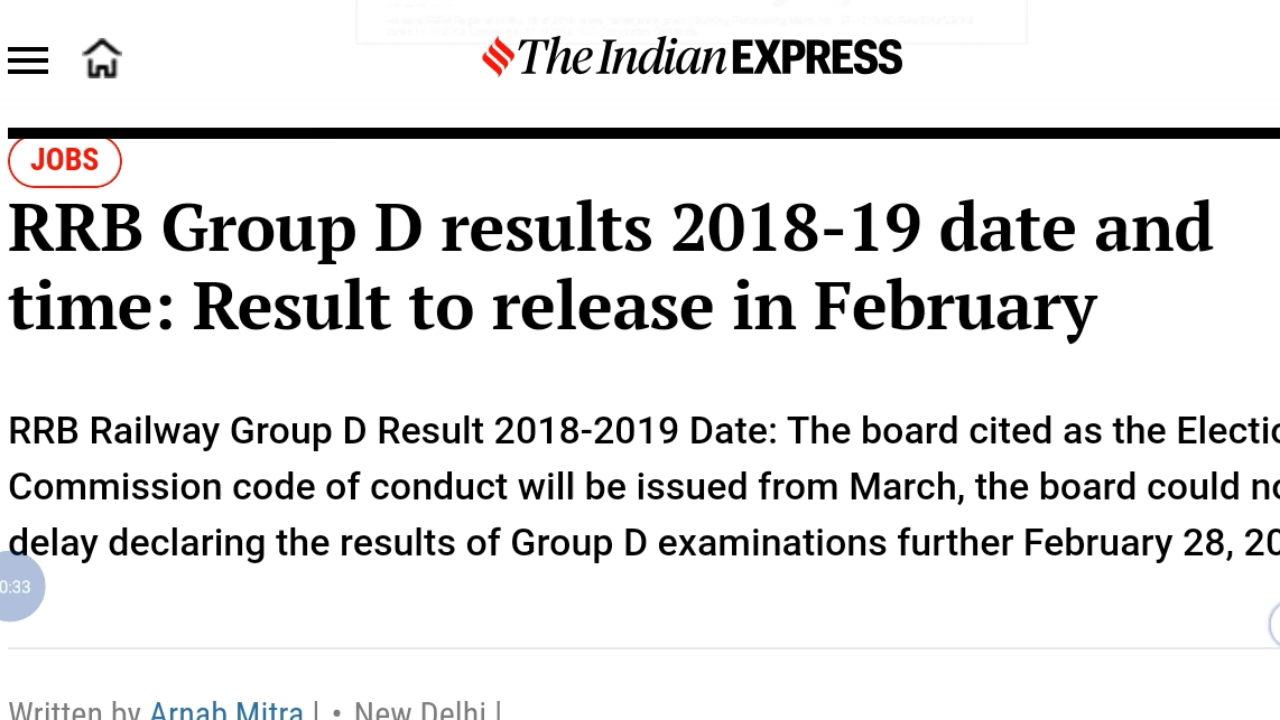 The Indian EXPRESS
JOBS
RRB Group D results 2018-19 date and
time: Result to release in February
RRB Railway Group D Result 2018-2019 Date: The board cited as the
Commission code of conduct will be issued from March, the board could
delay declaring the results of Group D examinations further February 28,
0:33
Written by Arnab Mitra | • New Delhi |